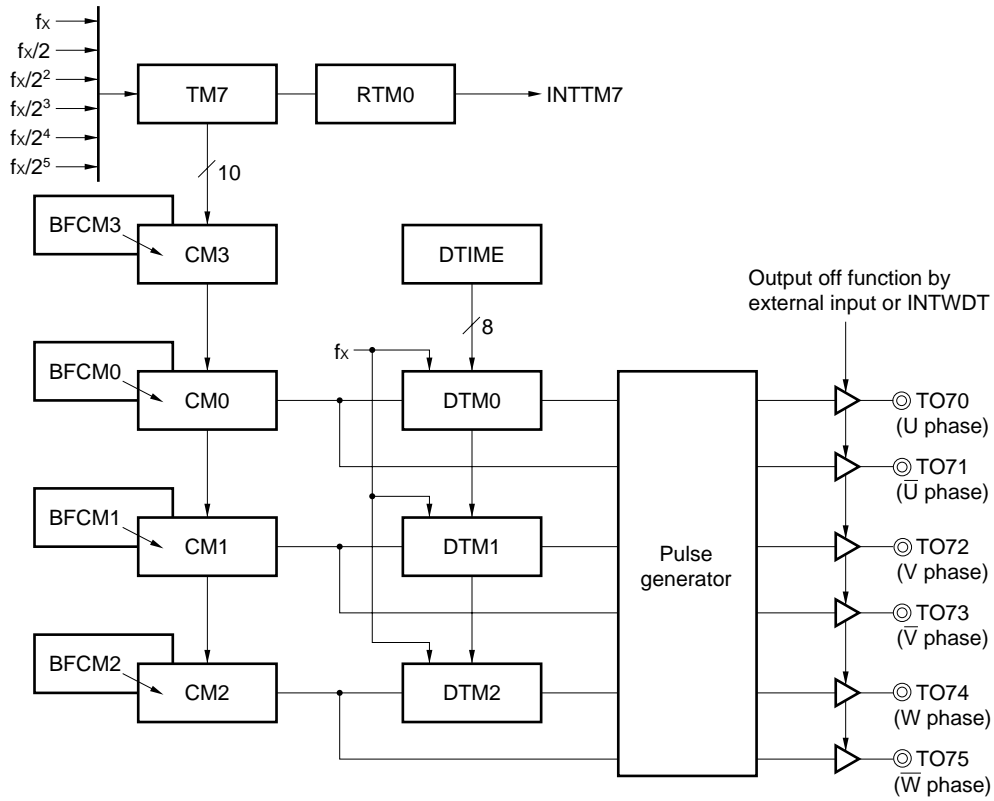 fX
fX/2
fX/2²
fX/2³
fX/2⁴
fX/2⁵
TM7
RTM0
INTTM7
10
BFCM3
CM3
DTIME
8
Output off function by
external input or INTWDT
fX
BFCM0
CM0
DTM0
TO70
(U phase)
TO71
(U̅ phase)
BFCM1
CM1
DTM1
Pulse
generator
TO72
(V phase)
TO73
(V̅ phase)
BFCM2
CM2
DTM2
TO74
(W phase)
TO75
(W̅ phase)